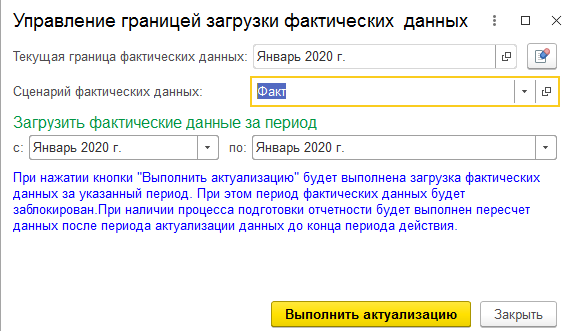 Управление границей загрузки фактических данных
Текущая граница фактических данных: Январь 2020 г.
Сценарий фактических данных: Факт
Загрузить фактические данные за период
с: Январь 2020 г. по: Январь 2020 г.
При нажатии кнопки "Выполнить актуализацию" будет выполнена загрузка фактических
данных за указанный период. При этом период фактических данных будет
заблокирован.При наличии процесса подготовки отчетности будет выполнен пересчет
данных после периода актуализации данных до конца периода действия.
Выполнить актуализацию Закрыть